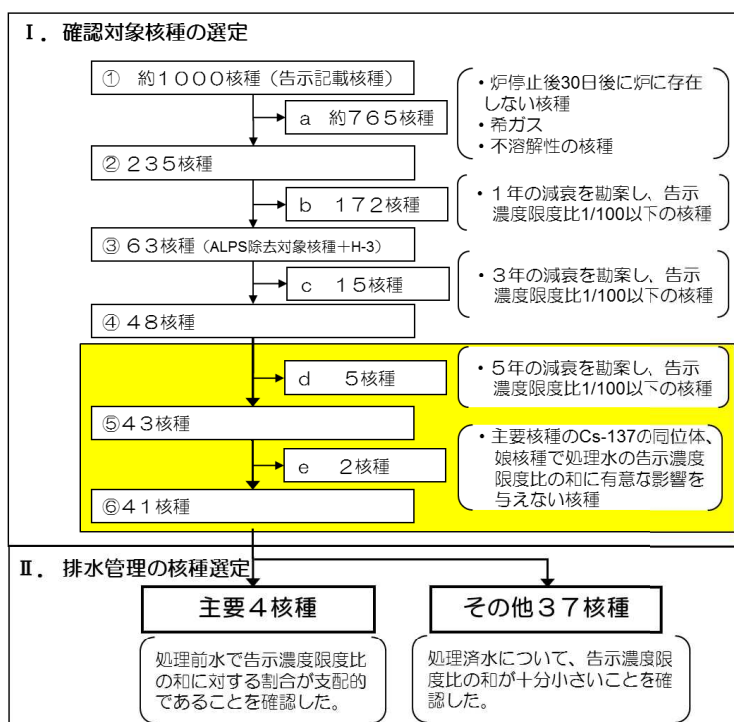 Ⅰ．確認対象核種の選定
① 約１０００核種（告示記載核種）
・炉停止後30日後に炉に存在
しない核種
・希ガス
・不溶解性の核種
a 約７６５核種
② ２３５核種
b １７２核種
・１年の減衰を勘案し、告示
濃度限度比1/100以下の核種
③ ６３核種（ALPS除去対象核種＋H-3）
c １５核種
・３年の減衰を勘案し、告示
濃度限度比1/100以下の核種
④ ４８核種
d ５核種
・５年の減衰を勘案し、告示
濃度限度比1/100以下の核種
⑤４３核種
e ２核種
・主要核種のCs-137の同位体、
娘核種で処理水の告示濃度
限度比の和に有意な影響を
与えない核種
⑥４１核種
Ⅱ．排水管理の核種選定
主要４核種
その他３７核種
処理前水で告示濃度限度比
の和に対する割合が支配的
であることを確認した。
処理済水について、告示濃度限
度比の和が十分小さいことを確
認した。